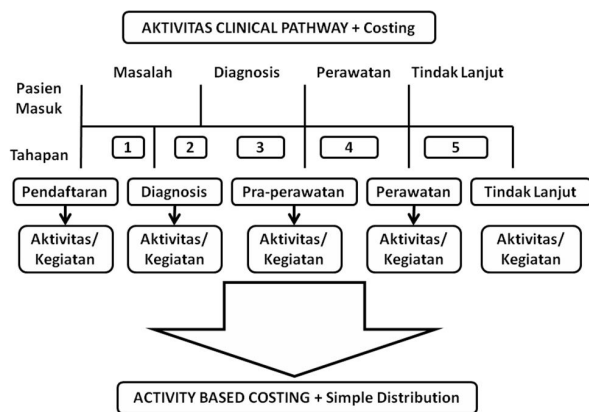 AKTIVITAS CLINICAL PATHWAY + Costing
Masalah Diagnosis Perawatan Tindak Lanjut
Pasien
Masuk
Tahapan 1 2 3 4 5
Pendaftaran Diagnosis Pra-perawatan Perawatan Tindak Lanjut
Aktivitas/ Aktivitas/ Aktivitas/ Aktivitas/ Aktivitas/
Kegiatan Kegiatan Kegiatan Kegiatan Kegiatan
ACTIVITY BASED COSTING + Simple Distribution